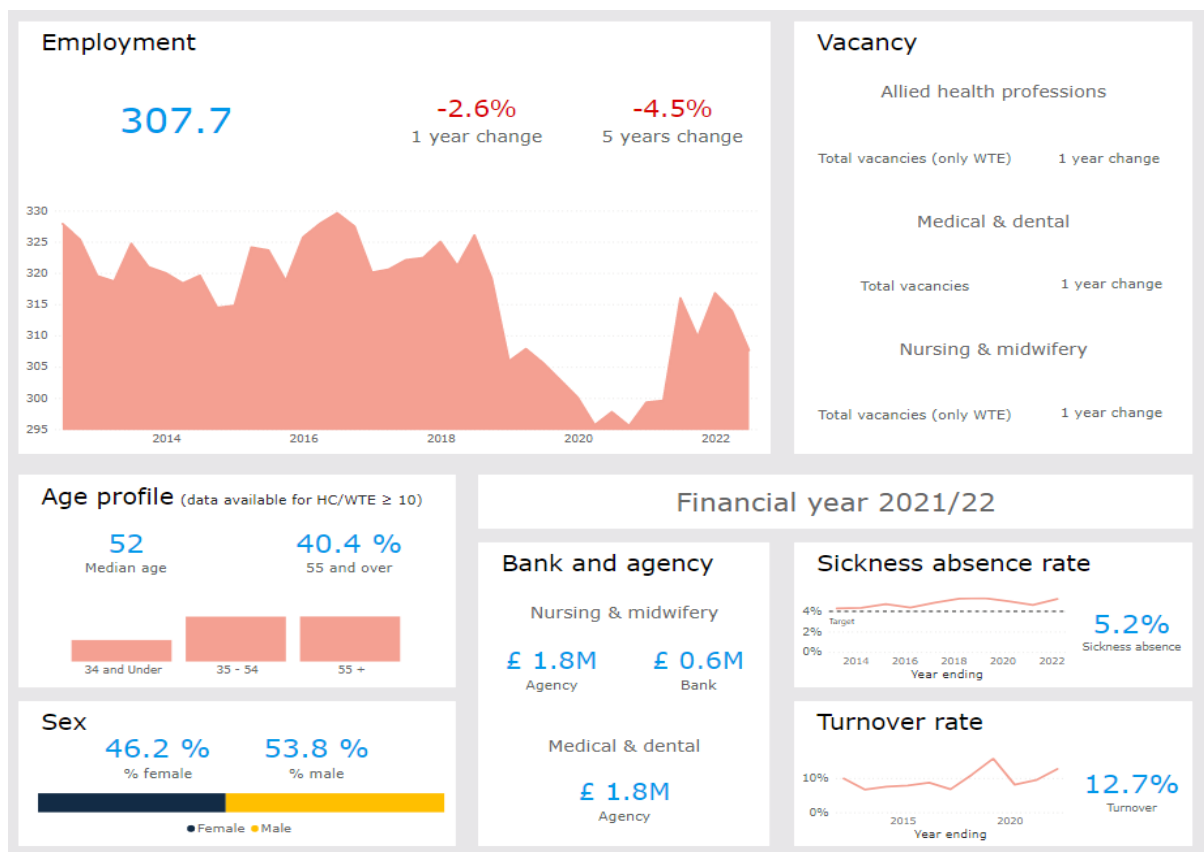 Employment
307.7
-2.6%
1 year change
-4.5%
5 years change
330
325
320
315
310
305
300
295
2014
2016
2018
2020
2022
Vacancy
Allied health professions
Total vacancies (only WTE)
1 year change
Medical & dental
Total vacancies
1 year change
Nursing & midwifery
Total vacancies (only WTE)
1 year change
Age profile (data available for HC/WTE ≥ 10)
52
Median age
40.4 %
55 and over
34 and Under
35 - 54
55 +
Sex
46.2 %
% female
53.8 %
% male
Female
Male
Financial year 2021/22
Bank and agency
Nursing & midwifery
£ 1.8M
Agency
£ 0.6M
Bank
Medical & dental
£ 1.8M
Agency
Sickness absence rate
4%
2%
0%
Target
2014
2016
2018
2020
2022
Year ending
5.2%
Sickness absence
Turnover rate
10%
0%
2015
2020
Year ending
12.7%
Turnover